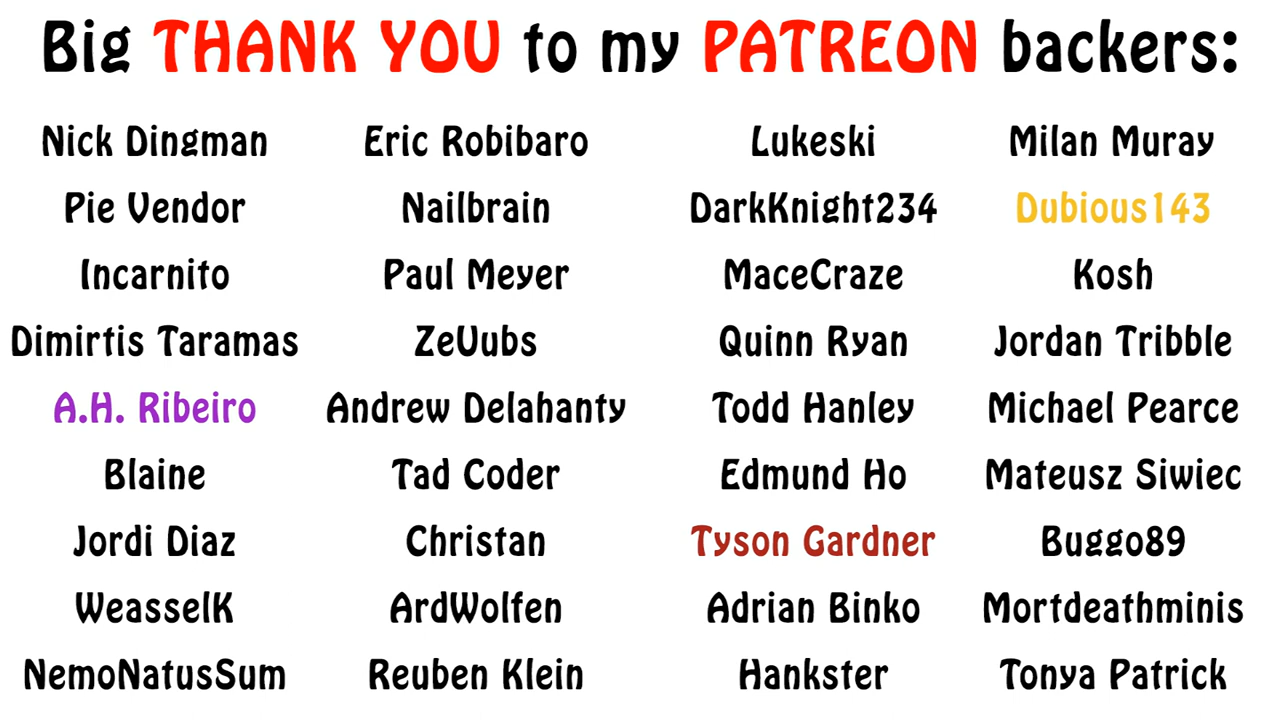 Big THANK YOU to my PATREON backers:
Nick Dingman Eric Robibaro Lukeski Milan Muray
Pie Vendor Nailbrain DarkKnight234 Dubious143
Incarnito Paul Meyer MaceCraze Kosh
Dimirtis Taramas ZeVubs Quinn Ryan Jordan Tribble
A.H. Ribeiro Andrew Delahanty Todd Hanley Michael Pearce
Blaine Tad Coder Edmund Ho Mateusz Siwiec
Jordi Diaz Christan Tyson Gardner Buggo89
WeasselK ArdWolfen Adrian Binko Mortdeathminis
NemoNatusSum Reuben Klein Hankster Tonya Patrick